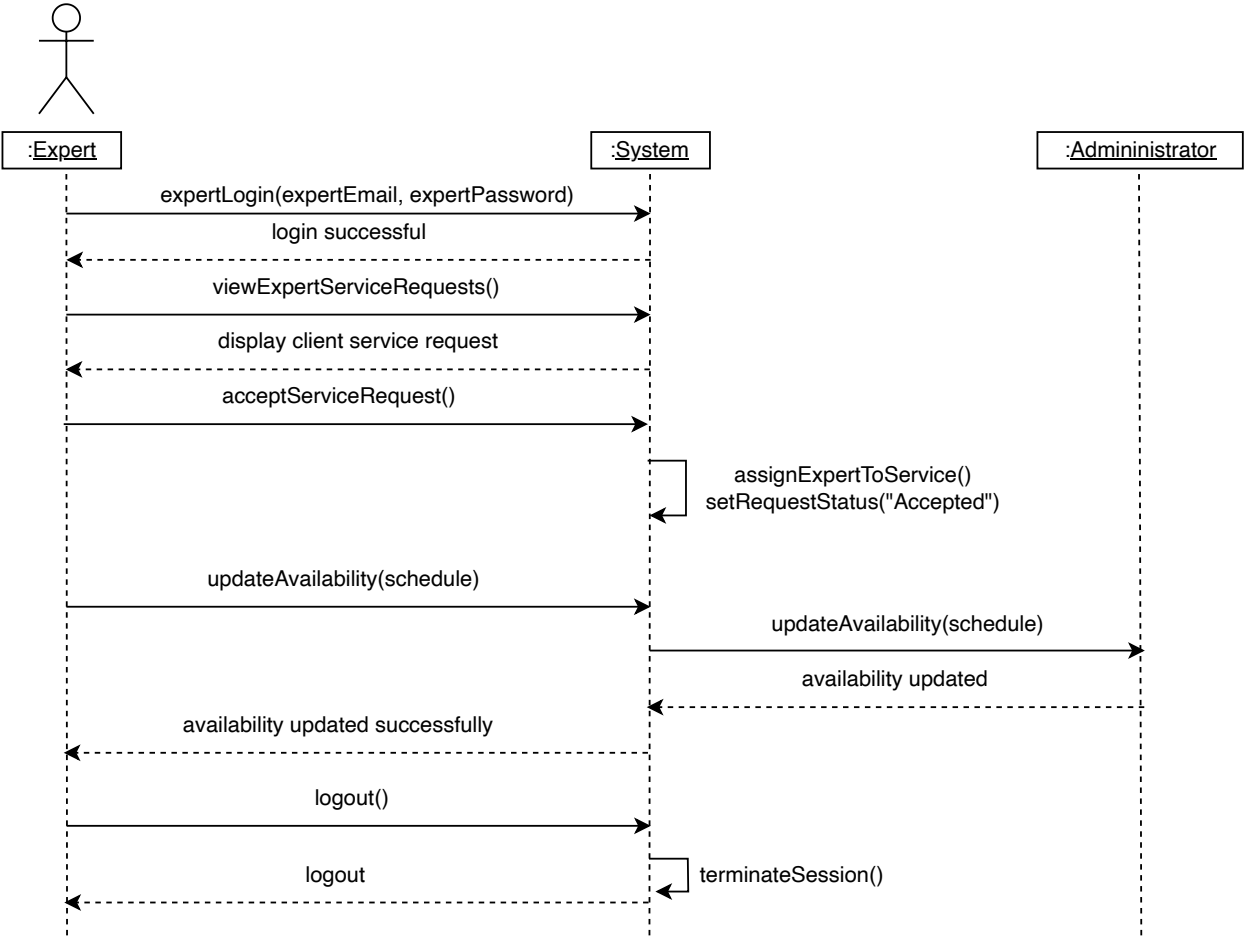 :Expert
:System
:Admininistrator
expertLogin(expertEmail, expertPassword)
login successful
viewExpertServiceRequests()
display client service request
acceptServiceRequest()
assignExpertToService()
setRequestStatus("Accepted")
updateAvailability(schedule)
updateAvailability(schedule)
availability updated
availability updated successfully
logout()
terminateSession()
logout